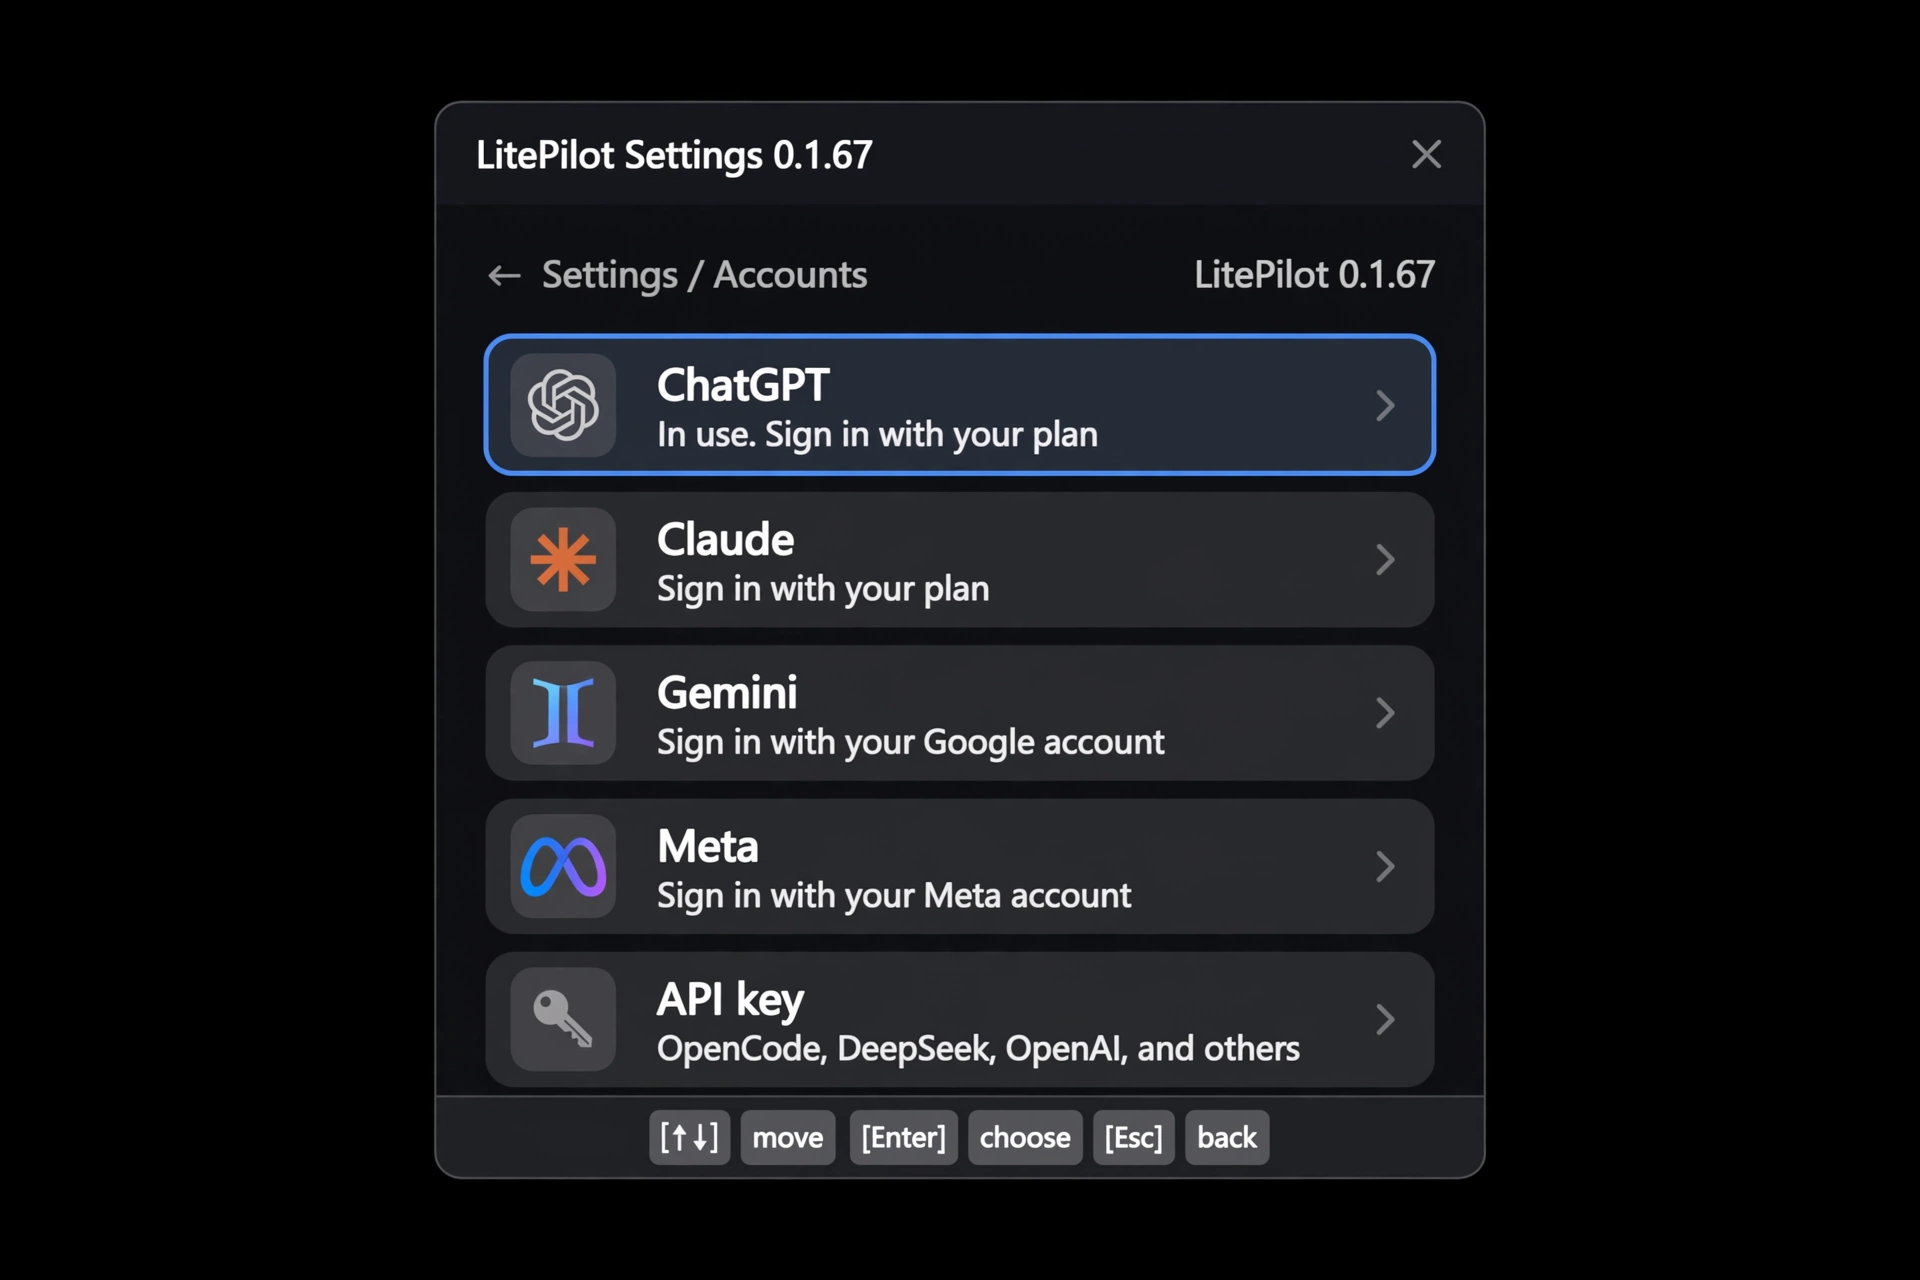 LitePilot Settings 0.1.67
← Settings / Accounts LitePilot 0.1.67
ChatGPT
In use. Sign in with your plan
Claude
Sign in with your plan
Gemini
Sign in with your Google account
Meta
Sign in with your Meta account
API key
OpenCode, DeepSeek, OpenAI, and others
[↑↓] move [Enter] choose [Esc] back